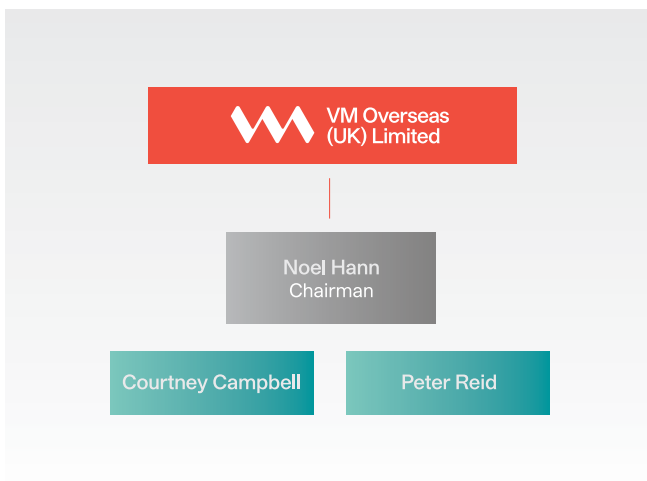 VM Overseas
(UK) Limited
Noel Hann
Chairman
Courtney Campbell
Peter Reid